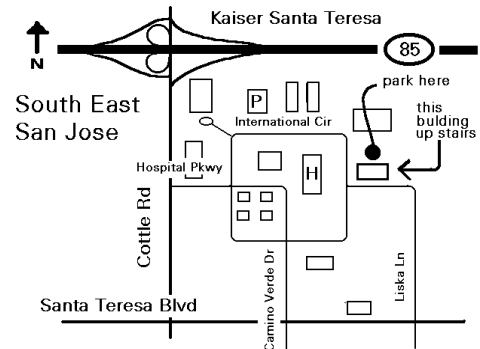 Kaiser Santa Teresa
85
N
park here
South East
San Jose
P
this
bulding
up stairs
International Cir
Hospital Pkwy
H
Cottle Rd
Camino Verde Dr
Liska Ln
Santa Teresa Blvd